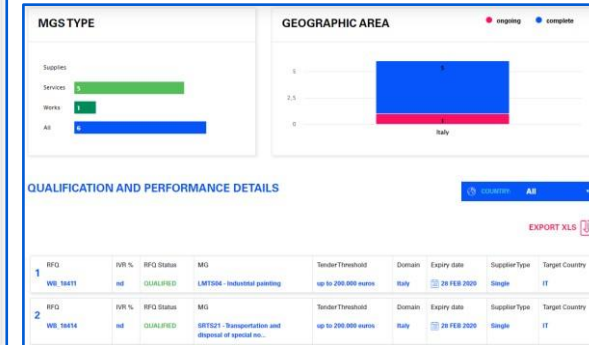 MGS TYPE
Supplies
Services 5
Works 1
All 6
GEOGRAPHIC AREA
ongoing complete
5
2,5
0
5
1
Italy
QUALIFICATION AND PERFORMANCE DETAILS
COUNTRY: All
EXPORT XLS
1 RFQ IVR % RFQ Status MG TenderThreshold Domain Expiry date SupplierType Target Country
WB_10411 nd QUALIFIED LMTS04 - Industrial painting up to 200.000 euros Italy 28 FEB 2020 Single IT
2 RFQ IVR % RFQ Status MG TenderThreshold Domain Expiry date SupplierType Target Country
WB_10414 nd QUALIFIED SRTS21 - Transportation and up to 200.000 euros Italy 28 FEB 2020 Single IT
disposal of special no...